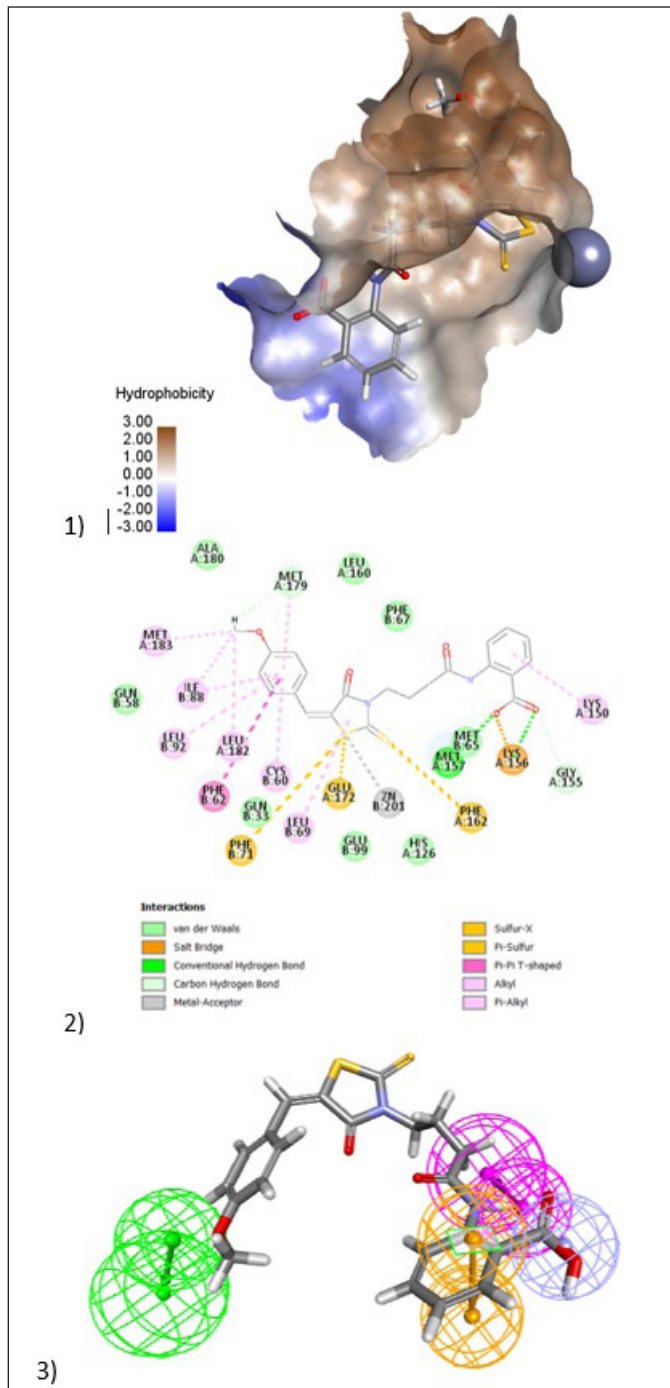 Hydrophobicity
3.00
2.00
1.00
0.00
-1.00
-2.00
-3.00
1)
ALA
A:180
MET
A:179
LEU
A:160
PHE
B:67
H
MET
A:183
GLN
B:58
ILE
B:88
LEU
B:92
LEU
A:182
PHE
B:62
CYS
B:60
GLN
B:33
LEU
B:69
PHE
B:71
GLU
A:172
ZN
B:201
GLU
B:99
HIS
A:126
PHE
A:162
MET
B:65
MET
A:157
LYS
A:156
GLY
A:155
LYS
A:150
Interactions
van der Waals
Salt Bridge
Conventional Hydrogen Bond
Carbon Hydrogen Bond
Metal-Acceptor
Sulfur-X
Pi-Sulfur
Pi-Pi T-shaped
Alkyl
Pi-Alkyl
2)
3)